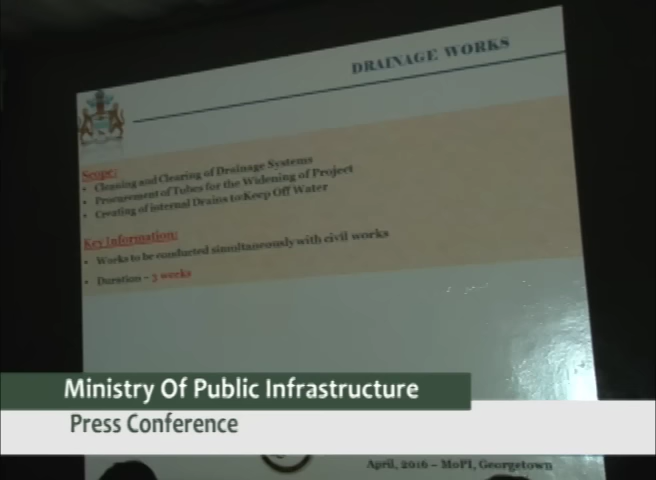 DRAINAGE WORKS
Scope:
• Cleaning and Clearing of Drainage Systems
• Procurement of Tubes for the Widening of Project
• Creating of internal Drains to Keep Off Water
Key Information:
• Works to be conducted simultaneously with civil works
• Duration – 3 weeks
Ministry Of Public Infrastructure
Press Conference
April, 2016 – MoPI, Georgetown